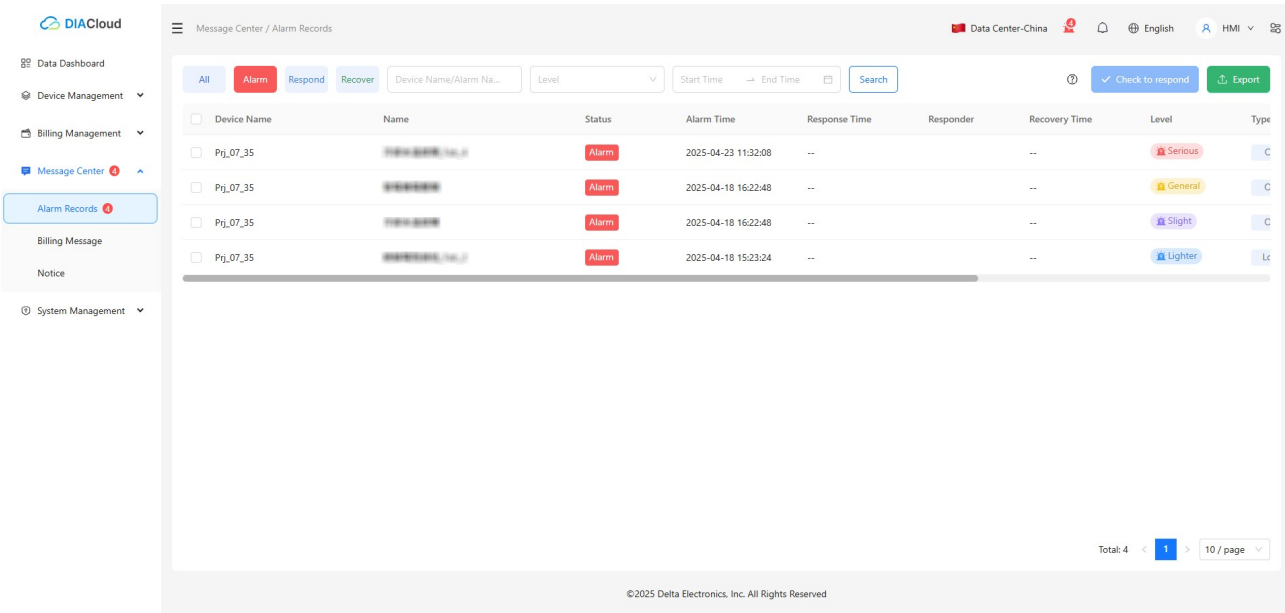 DIACloud
Message Center / Alarm Records
Data Center-China 4 English HMI
Data Dashboard
Device Management
Billing Management
Message Center 4
Alarm Records 4
Billing Message
Notice
System Management
All Alarm Respond Recover Device Name/Alarm Na... Level Start Time → End Time Search ? Check to respond Export
Device Name Name Status Alarm Time Response Time Responder Recovery Time Level Type
Prj_07_35 Alarm 2025-04-23 11:32:08 -- -- Serious
Prj_07_35 Alarm 2025-04-18 16:22:48 -- -- General
Prj_07_35 Alarm 2025-04-18 16:22:48 -- -- Slight
Prj_07_35 Alarm 2025-04-18 15:23:24 -- -- Lighter
Total: 4 < 1 > 10 / page
©2025 Delta Electronics, Inc. All Rights Reserved